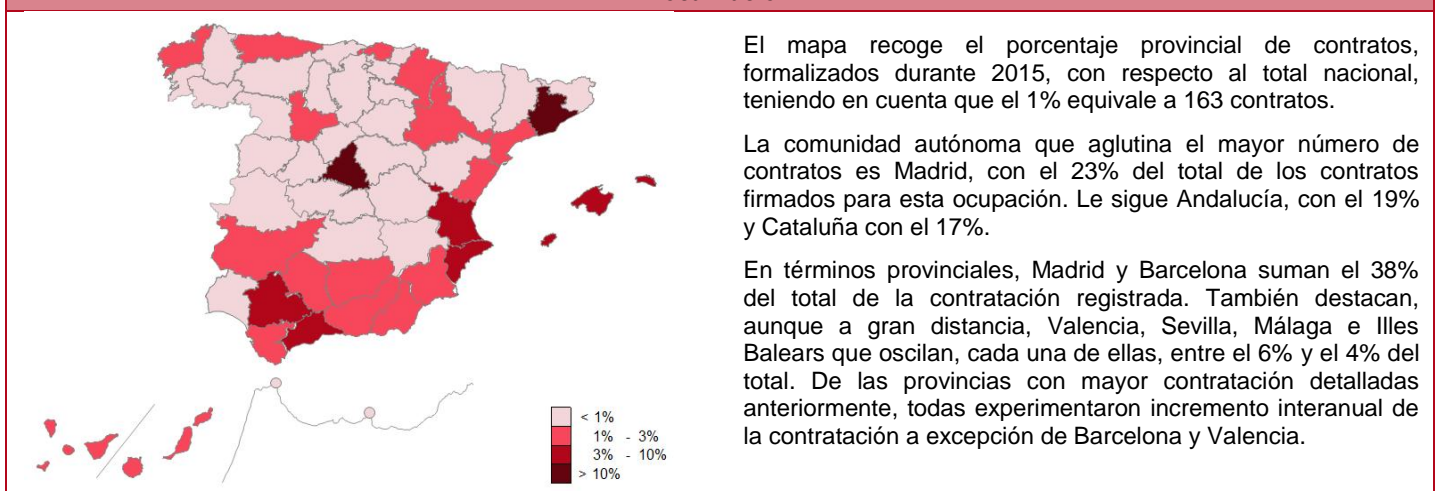 El mapa recoge el porcentaje provincial de contratos,
formalizados durante 2015, con respecto al total nacional,
teniendo en cuenta que el 1% equivale a 163 contratos.
La comunidad autónoma que aglutina el mayor número de
contratos es Madrid, con el 23% del total de los contratos
firmados para esta ocupación. Le sigue Andalucía, con el 19%
y Cataluña con el 17%.
En términos provinciales, Madrid y Barcelona suman el 38%
del total de la contratación registrada. También destacan,
aunque a gran distancia, Valencia, Sevilla, Málaga e Illes
Balears que oscilan, cada una de ellas, entre el 6% y el 4% del
total. De las provincias con mayor contratación detalladas
anteriormente, todas experimentaron incremento interanual de
la contratación a excepción de Barcelona y Valencia.
< 1%
1% - 3%
3% - 10%
> 10%